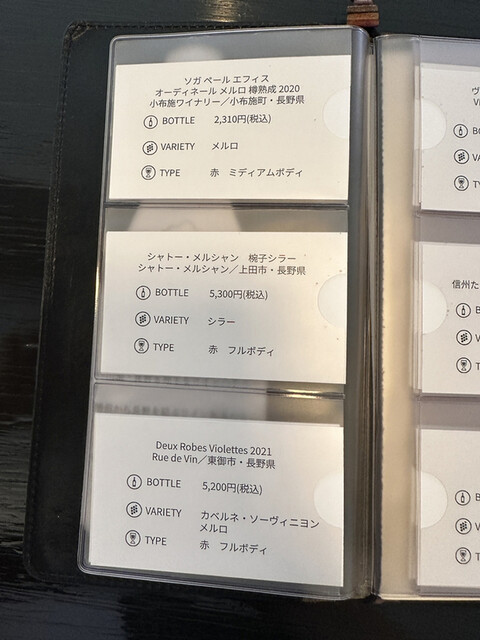 ソガ ペール エフィス
オーディネール メルロ 樽熟成 2020
小布施ワイナリー／小布施町・長野県
BOTTLE 2,310円(税込)
VARIETY メルロ
TYPE 赤 ミディアムボディ
シャトー・メルシャン 椀子シラー
シャトー・メルシャン／上田市・長野県
BOTTLE 5,300円(税込)
VARIETY シラー
TYPE 赤 フルボディ
Deux Robes Violettes 2021
Rue de Vin／東御市・長野県
BOTTLE 5,200円(税込)
VARIETY カベルネ・ソーヴィニヨン
メルロ
TYPE 赤 フルボディ
信州た